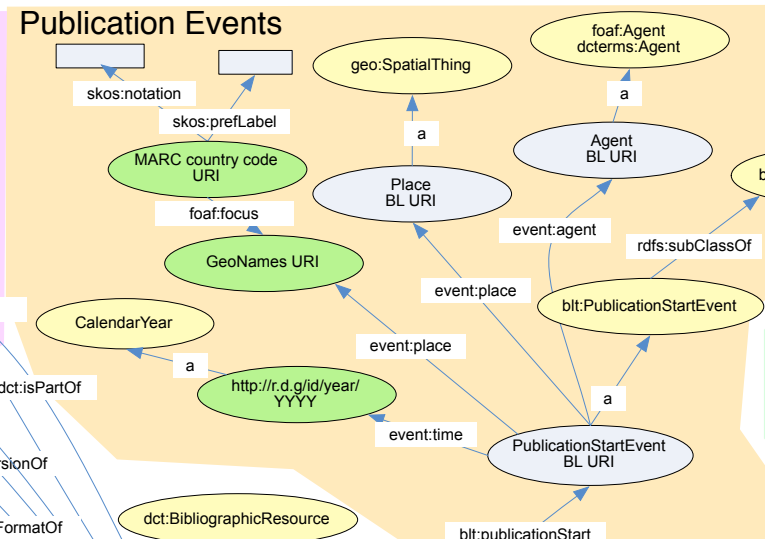 Publication Events
foaf:Agent
dcterms:Agent
geo:SpatialThing
skos:notation
a
skos:prefLabel
a
MARC country code
URI
Agent
BL URI
Place
BL URI
foaf:focus
event:agent
rdfs:subClassOf
GeoNames URI
event:place
blt:PublicationStartEvent
CalendarYear
event:place
a
dct:isPartOf
http://r.d.g/id/year/
YYYY
a
event:time
PublicationStartEvent
BL URI
rsionOf
dct:BibliographicResource
FormatOf
blt:publicationStart